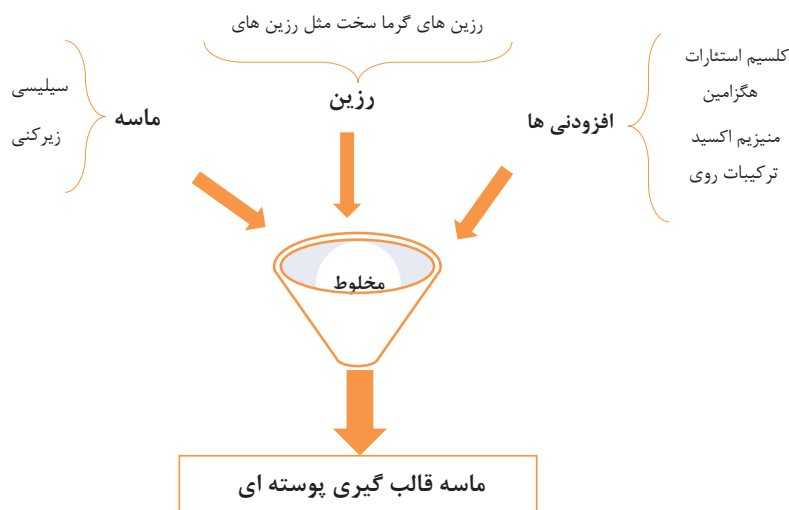 رزین های گرما سخت مثل رزین های
رزین
کلسیم استئارات
هگزامین
منیزیم اکسید
ترکیبات روی
افزودنی ها
ماسه
سیلیسی
زیرکنی
مخلوط
ماسه قالب گیری پوسته ای